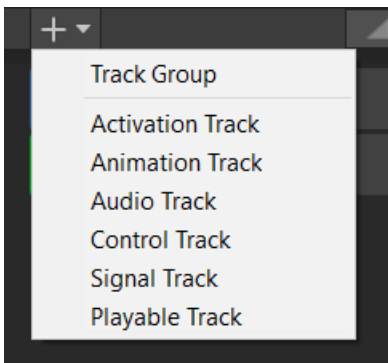 Track Group
Activation Track
Animation Track
Audio Track
Control Track
Signal Track
Playable Track